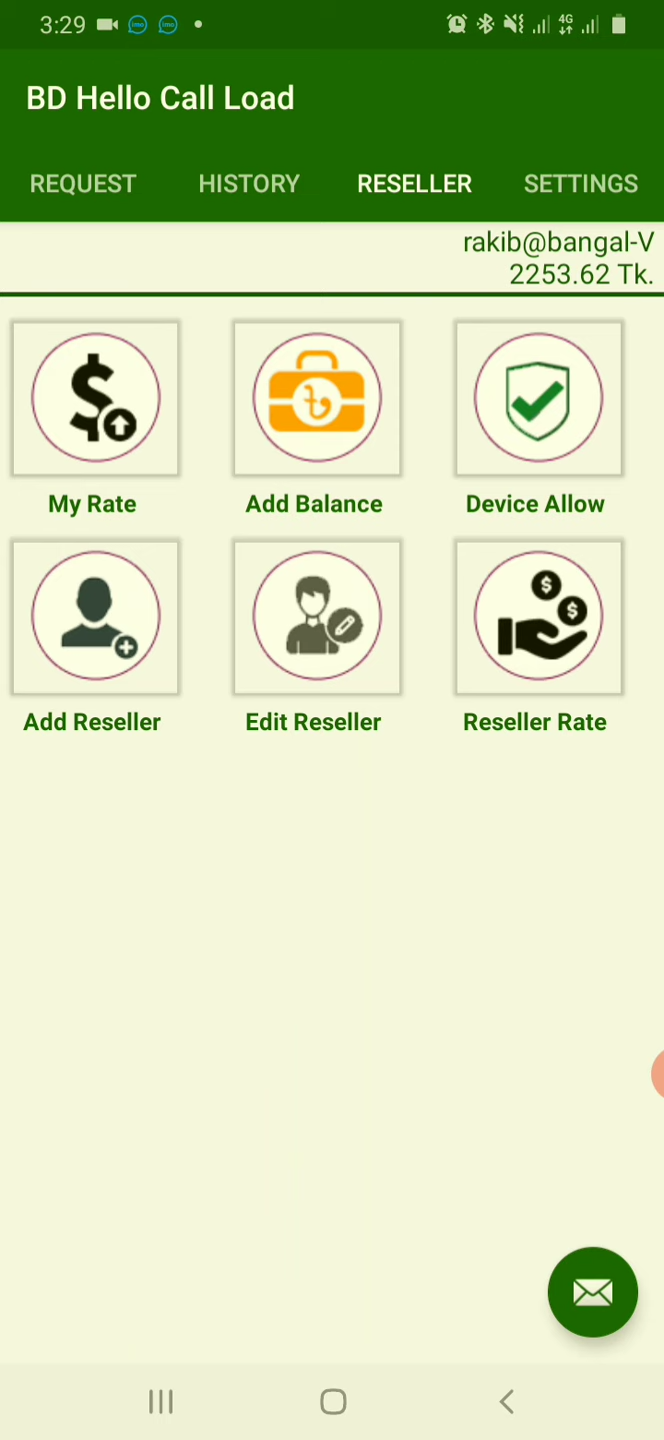 3:29
4G
BD Hello Call Load
REQUEST HISTORY RESELLER SETTINGS
rakib@bangal-V
2253.62 Tk.
My Rate Add Balance Device Allow
Add Reseller Edit Reseller Reseller Rate